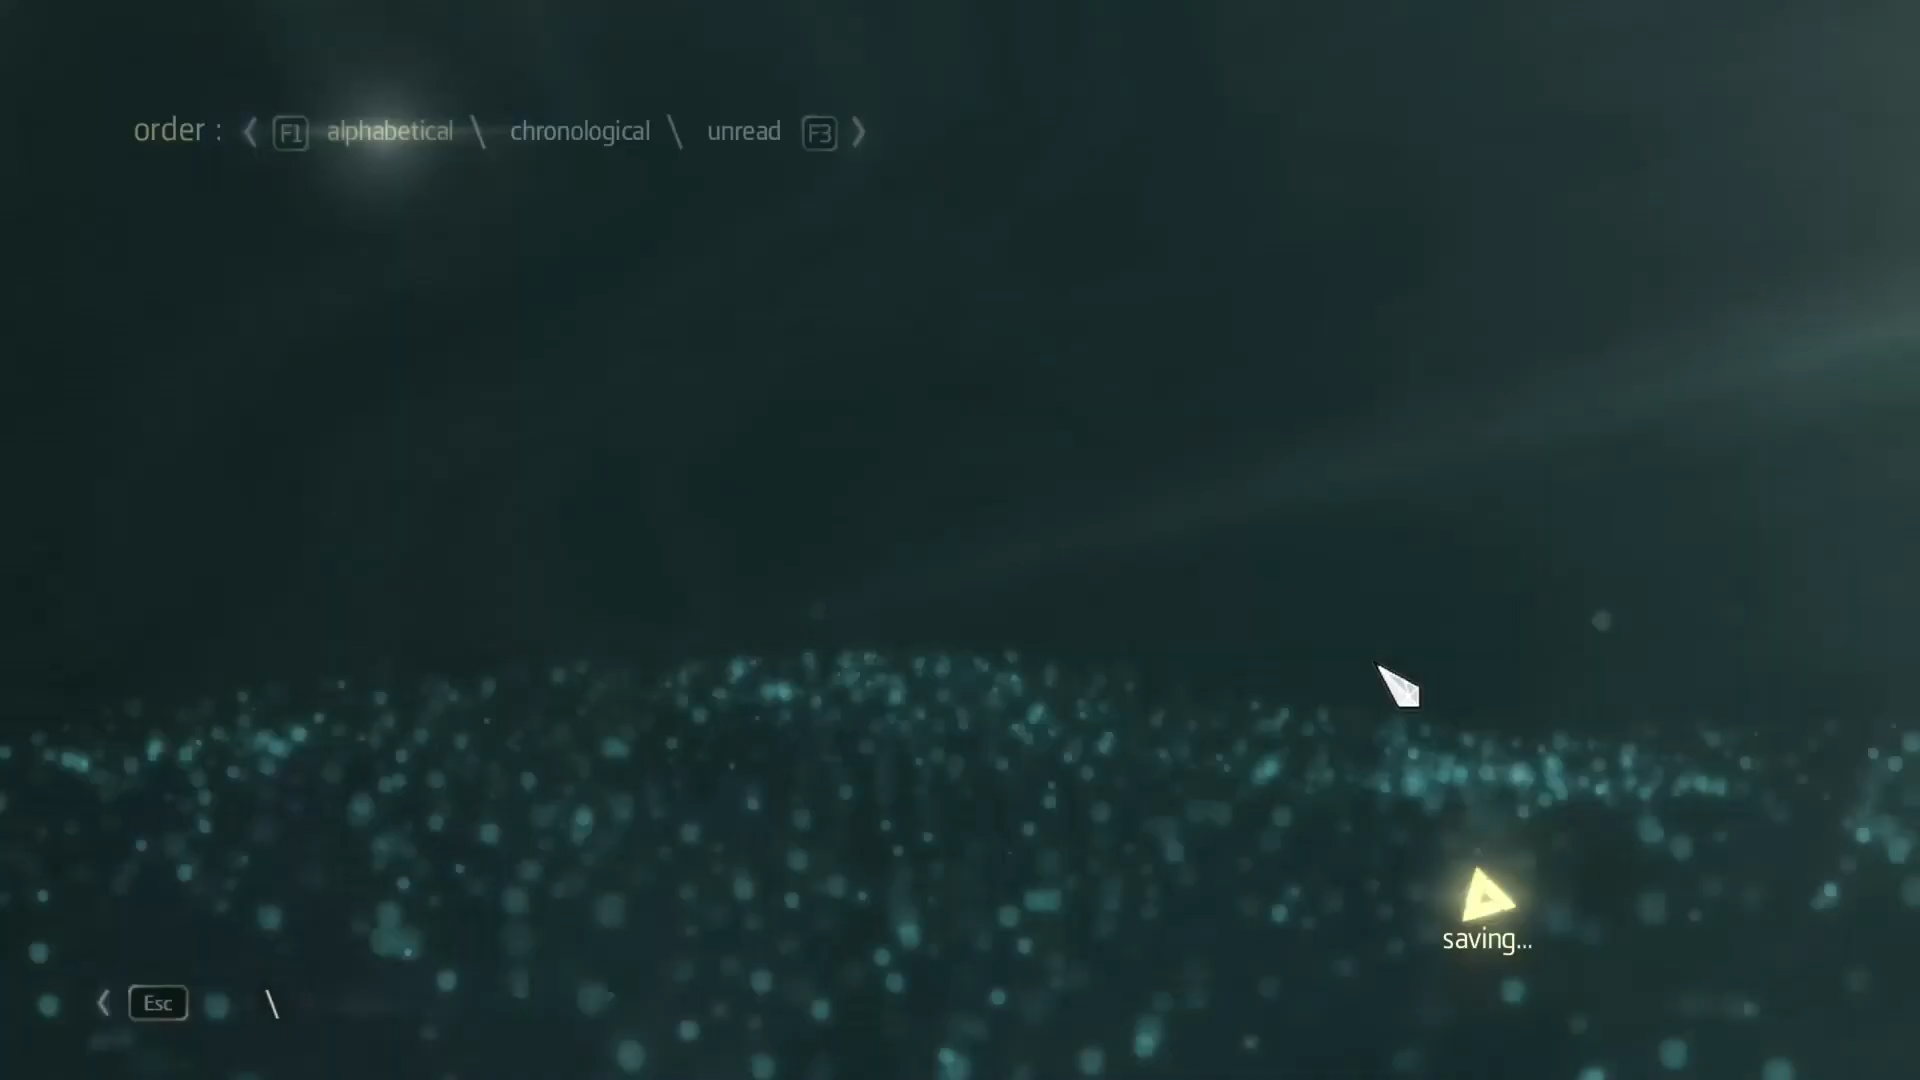 order : F1 alphabetical \ chronological \ unread F3
saving...
Esc \